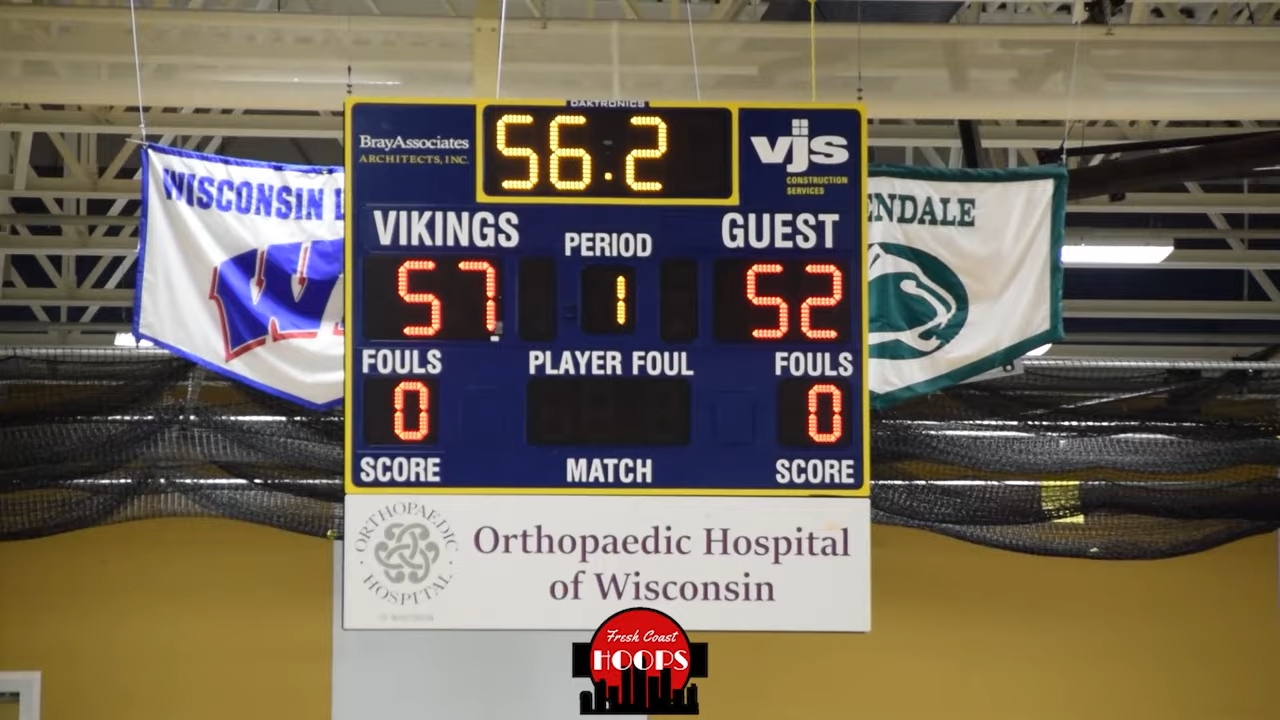 DAKTRONICS
BrayAssociates
ARCHITECTS, INC.
56.2
vjs
CONSTRUCTION
SERVICES
WISCONSIN
ENDALE
VIKINGS
GUEST
PERIOD
57
1
52
FOULS
PLAYER FOUL
FOULS
0
0
SCORE
MATCH
SCORE
ORTHOPAEDIC
HOSPITAL
Orthopaedic Hospital
of Wisconsin
Fresh Coast
HOOPS